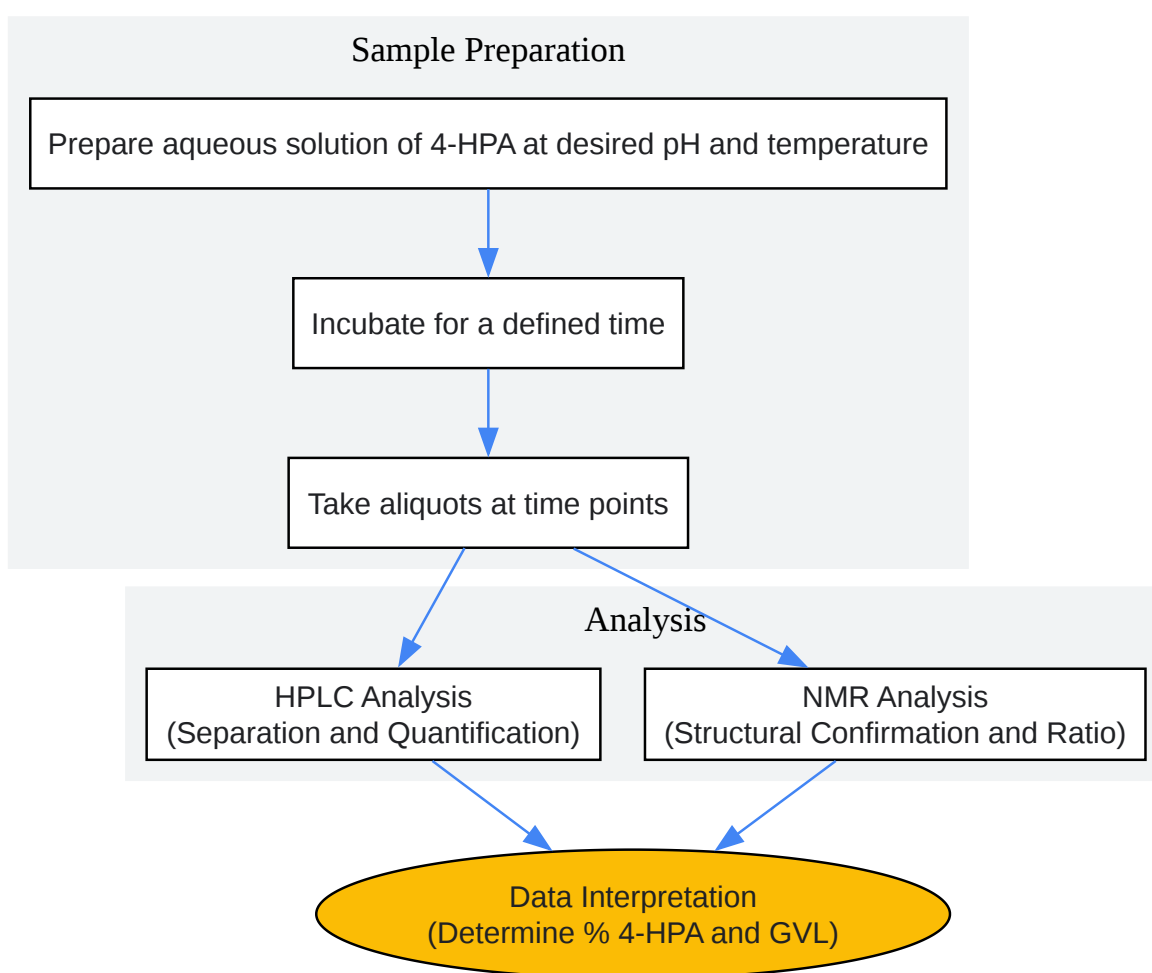 Sample Preparation
Prepare aqueous solution of 4-HPA at desired pH and temperature
Incubate for a defined time
Take aliquots at time points
Analysis
HPLC Analysis
(Separation and Quantification)
NMR Analysis
(Structural Confirmation and Ratio)
Data Interpretation
(Determine % 4-HPA and GVL)